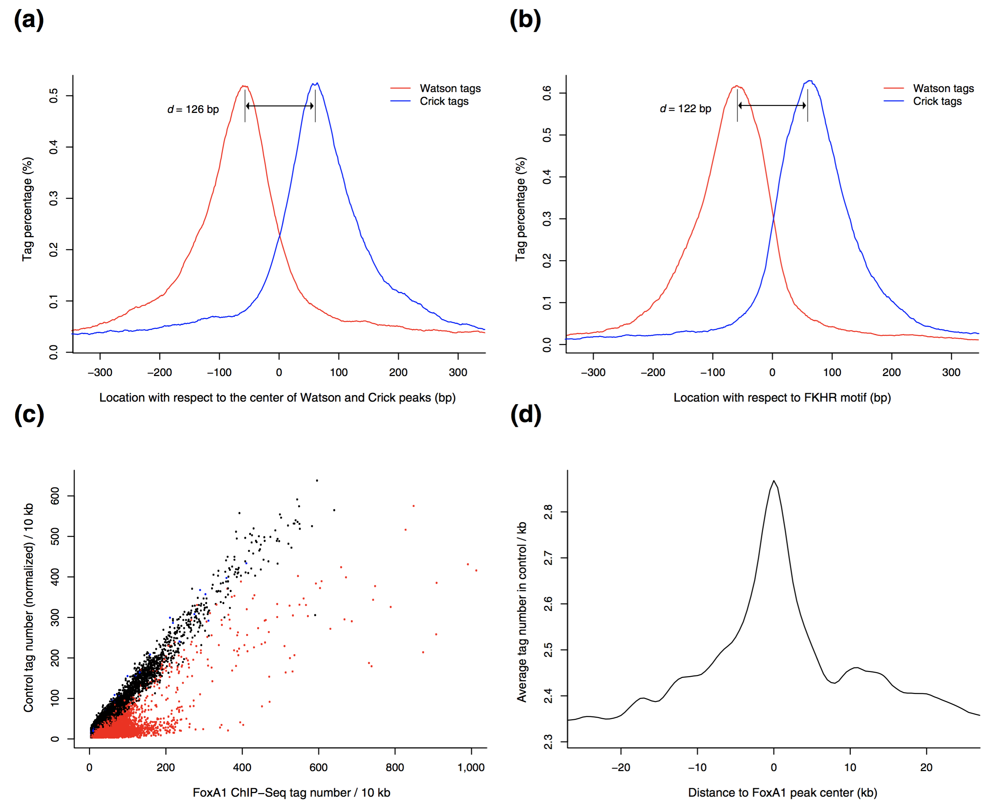 (a)
0.0
0.1
0.2
0.3
0.4
0.5
Tag percentage (%)
d = 126 bp
Watson tags
Crick tags
−300
−200
−100
0
100
200
300
Location with respect to the center of Watson and Crick peaks (bp)
(b)
0.0
0.1
0.2
0.3
0.4
0.5
0.6
Tag percentage (%)
d = 122 bp
Watson tags
Crick tags
−300
−200
−100
0
100
200
300
Location with respect to FKHR motif (bp)
(c)
0
100
200
300
400
500
600
Control tag number (normalized) / 10 kb
0
200
400
600
800
1,000
FoxA1 ChIP−Seq tag number / 10 kb
(d)
2.3
2.4
2.5
2.6
2.7
2.8
Average tag number in control / kb
−20
−10
0
10
20
Distance to FoxA1 peak center (kb)